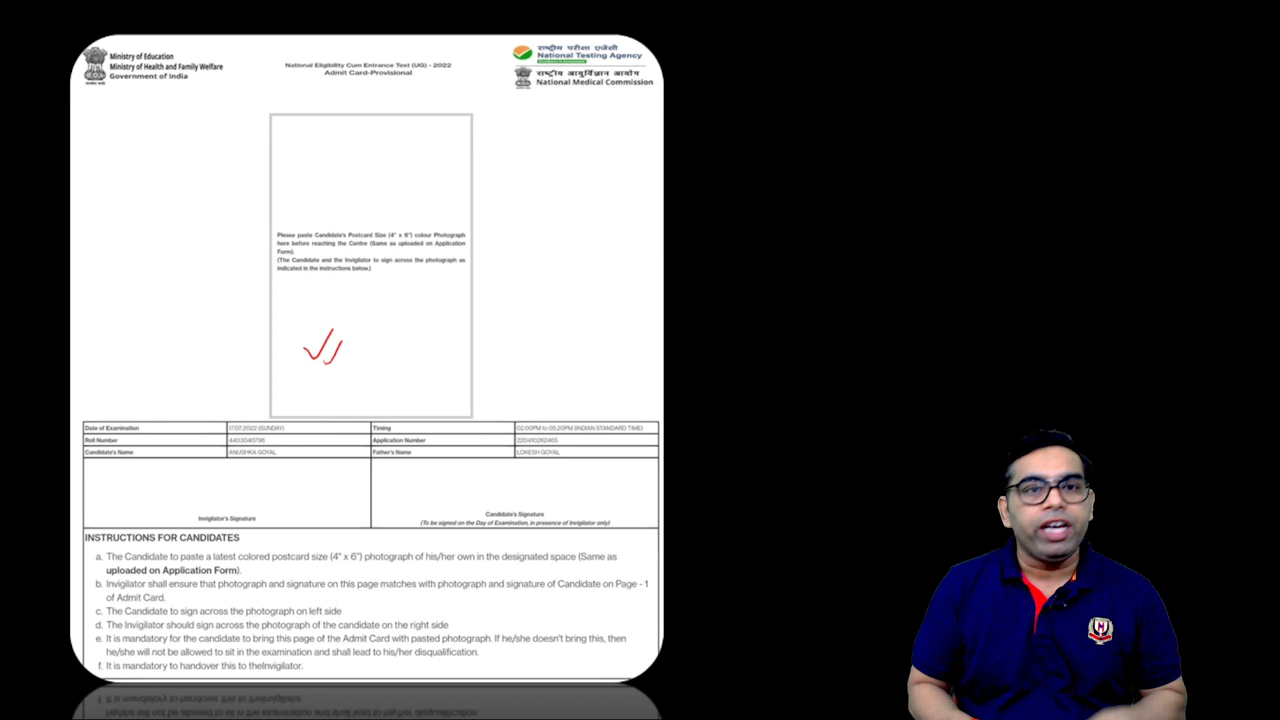 Ministry of Education
Ministry of Health and Family Welfare
Government of India
National Eligibility Cum Entrance Test (UG) - 2022
Admit Card-Provisional
राष्ट्रीय परीक्षा एजेंसी
National Testing Agency
राष्ट्रीय आयुर्विज्ञान आयोग
National Medical Commission
Please paste Candidate's Postcard Size (4" x 6") colour Photograph
here before reaching the Centre (Same as uploaded on Application
Form).
(The Candidate and the Invigilator to sign across the photograph as
indicated in the instructions below.)
Date of Examination 17.07.2022 (SUNDAY) Timing 02:00PM to 05:20PM (INDIAN STANDARD TIME)
Roll Number 4403040796 Application Number 220410262465
Candidate's Name ANUSHKA GOYAL Father's Name LOKESH GOYAL
Invigilator's Signature
Candidate's Signature
(To be signed on the Day of Examination, in presence of Invigilator only)
INSTRUCTIONS FOR CANDIDATES
a. The Candidate to paste a latest colored postcard size (4" x 6") photograph of his/her own in the designated space (Same as
uploaded on Application Form).
b. Invigilator shall ensure that photograph and signature on this page matches with photograph and signature of Candidate on Page - 1
of Admit Card.
c. The Candidate to sign across the photograph on left side
d. The Invigilator should sign across the photograph of the candidate on the right side
e. It is mandatory for the candidate to bring this page of the Admit Card with pasted photograph. If he/she doesn't bring this, then
he/she will not be allowed to sit in the examination and shall lead to his/her disqualification.
f. It is mandatory to handover this to theInvigilator.